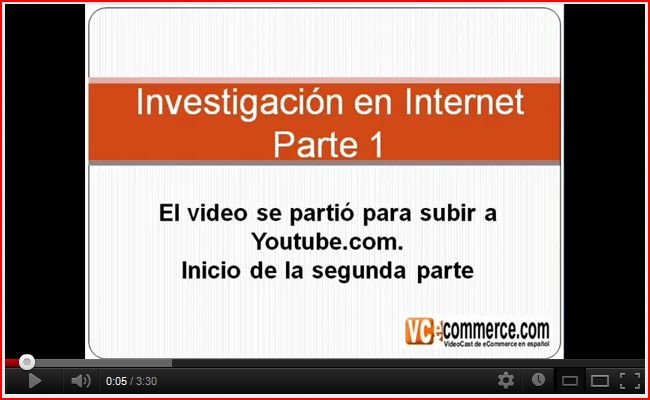 Investigación en Internet
Parte 1
El video se partió para subir a
Youtube.com.
Inicio de la segunda parte
VCecommerce.com
VideoCast de eCommerce en español
0:05 / 3:30